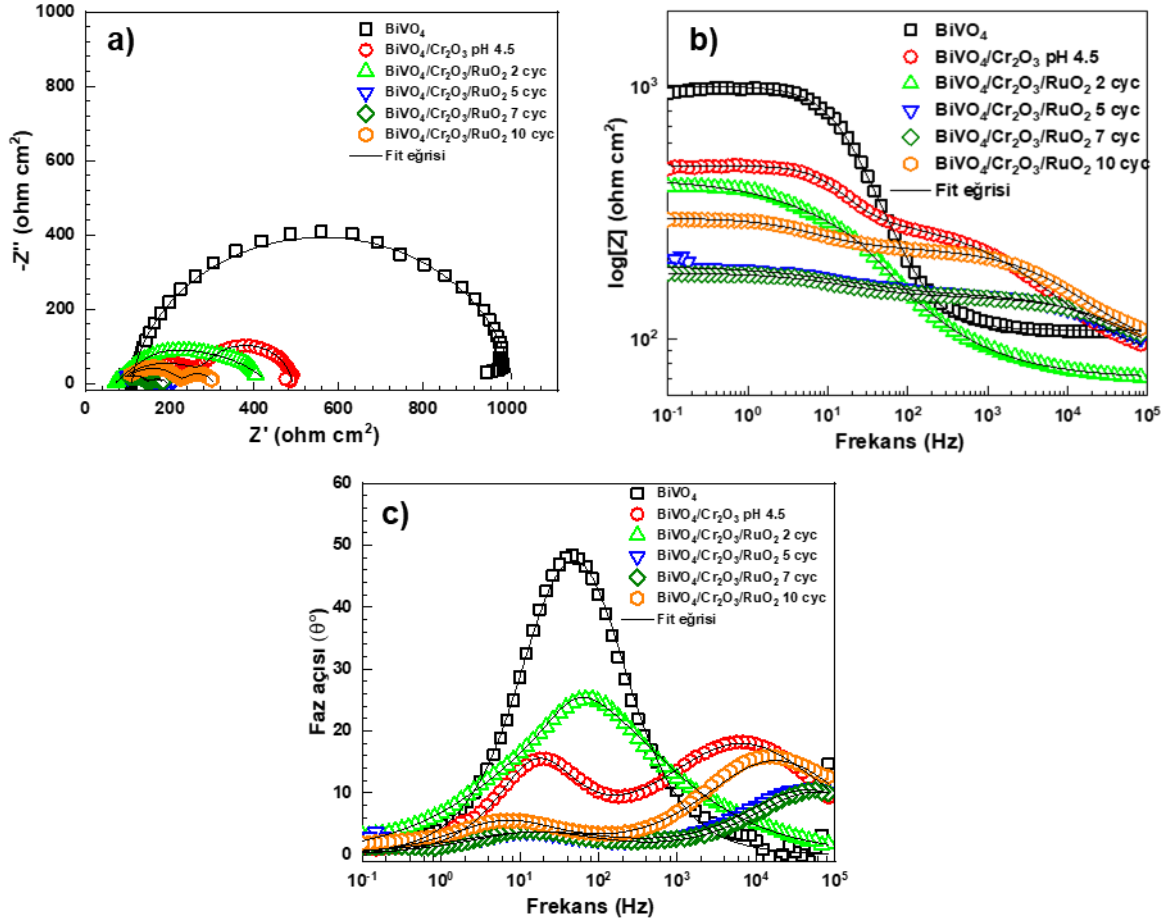 a)
1000
800
600
400
200
0
-Z'' (ohm cm²)
0 200 400 600 800 1000
Z' (ohm cm²)
BiVO₄
BiVO₄/Cr₂O₃ pH 4.5
BiVO₄/Cr₂O₃/RuO₂ 2 cyc
BiVO₄/Cr₂O₃/RuO₂ 5 cyc
BiVO₄/Cr₂O₃/RuO₂ 7 cyc
BiVO₄/Cr₂O₃/RuO₂ 10 cyc
Fit eğrisi
b)
10³
10²
log[Z] (ohm cm²)
10⁻¹ 10⁰ 10¹ 10² 10³ 10⁴ 10⁵
Frekans (Hz)
BiVO₄
BiVO₄/Cr₂O₃ pH 4.5
BiVO₄/Cr₂O₃/RuO₂ 2 cyc
BiVO₄/Cr₂O₃/RuO₂ 5 cyc
BiVO₄/Cr₂O₃/RuO₂ 7 cyc
BiVO₄/Cr₂O₃/RuO₂ 10 cyc
Fit eğrisi
c)
60
50
40
30
20
10
0
Faz açısı (θ°)
10⁻¹ 10⁰ 10¹ 10² 10³ 10⁴ 10⁵
Frekans (Hz)
BiVO₄
BiVO₄/Cr₂O₃ pH 4.5
BiVO₄/Cr₂O₃/RuO₂ 2 cyc
BiVO₄/Cr₂O₃/RuO₂ 5 cyc
BiVO₄/Cr₂O₃/RuO₂ 7 cyc
BiVO₄/Cr₂O₃/RuO₂ 10 cyc
Fit eğrisi